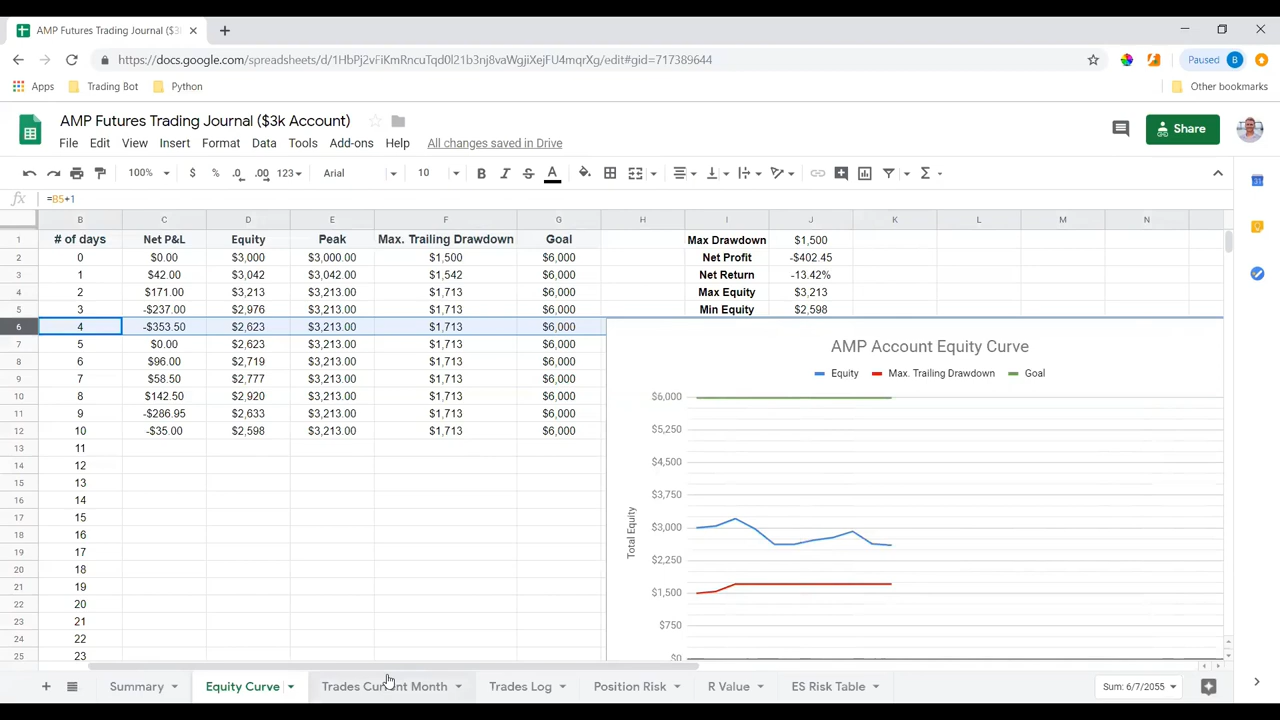 AMP Futures Trading Journal ($3
https://docs.google.com/spreadsheets/d/1HbPj2vFiKmRncuTqd0l21b3nj8vaWgjiXejFU4mqrXg/edit#gid=717389644
Paused B
Apps Trading Bot Python Other bookmarks
AMP Futures Trading Journal ($3k Account)
File Edit View Insert Format Data Tools Add-ons Help All changes saved in Drive
Share
100% $ % .0 .00 123 Arial 10 B I S A Σ
fx =B5+1
B C D E F G H I J K L M N
1 # of days Net P&L Equity Peak Max. Trailing Drawdown Goal Max Drawdown $1,500
2 0 $0.00 $3,000 $3,000.00 $1,500 $6,000 Net Profit -$402.45
3 1 $42.00 $3,042 $3,042.00 $1,542 $6,000 Net Return -13.42%
4 2 $171.00 $3,213 $3,213.00 $1,713 $6,000 Max Equity $3,213
5 3 -$237.00 $2,976 $3,213.00 $1,713 $6,000 Min Equity $2,598
6 4 -$353.50 $2,623 $3,213.00 $1,713 $6,000
7 5 $0.00 $2,623 $3,213.00 $1,713 $6,000
8 6 $96.00 $2,719 $3,213.00 $1,713 $6,000
9 7 $58.50 $2,777 $3,213.00 $1,713 $6,000
10 8 $142.50 $2,920 $3,213.00 $1,713 $6,000
11 9 -$286.95 $2,633 $3,213.00 $1,713 $6,000
12 10 -$35.00 $2,598 $3,213.00 $1,713 $6,000
13 11
14 12
15 13
16 14
17 15
18 16
19 17
20 18
21 19
22 20
23 21
24 22
25 23
AMP Account Equity Curve
Equity Max. Trailing Drawdown Goal
$6,000
$5,250
$4,500
$3,750
$3,000
$2,250
$1,500
$750
$0
Total Equity
Summary Equity Curve Trades Current Month Trades Log Position Risk R Value ES Risk Table Sum: 6/7/2055